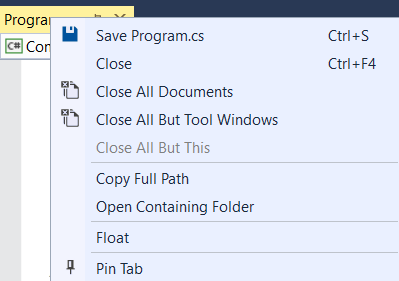 Program
C# Con
Save Program.cs Ctrl+S
Close Ctrl+F4
Close All Documents
Close All But Tool Windows
Close All But This
Copy Full Path
Open Containing Folder
Float
Pin Tab